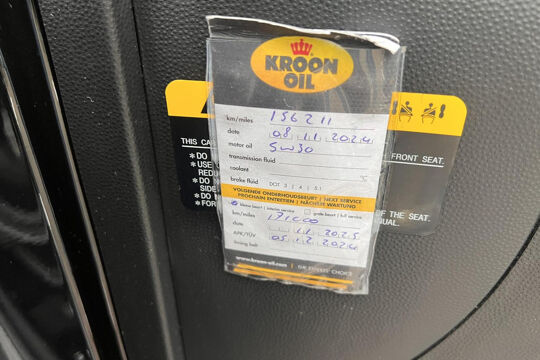 KROON
OIL
km/miles 156211
date 08 11 2024
motor oil 5W30
transmission fluid
coolant
brake fluid DOT 3 | 4 | 5.1
VOLGENDE ONDERHOUDSBEURT | NEXT SERVICE
PROCHAIN ENTRETIEN | NÄCHSTE WARTUNG
kleine beurt | interim service grote beurt | full service
km/miles 171000
date 11 2025
APK/TÜV 05 12 2024
timing belt
www.kroon-oil.com THE EXPERTS' CHOICE
THIS CA
FRONT SEAT.
*DO
*USE
REDU
*DO N
SIDE
*DO N
*FOR
UAL.